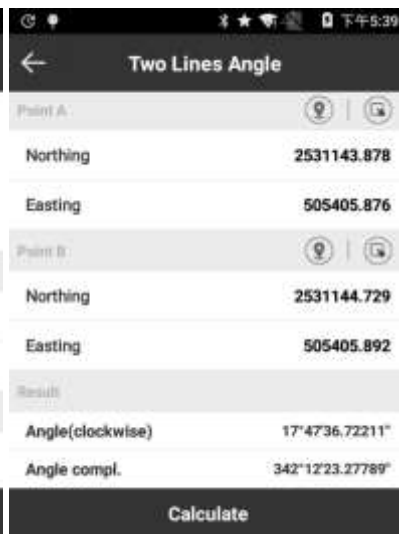 下午5:39
Two Lines Angle
Point A
Northing 2531143.878
Easting 505405.876
Point B
Northing 2531144.729
Easting 505405.892
Result
Angle(clockwise) 17°47'36.72211"
Angle compl. 342°12'23.27789"
Calculate